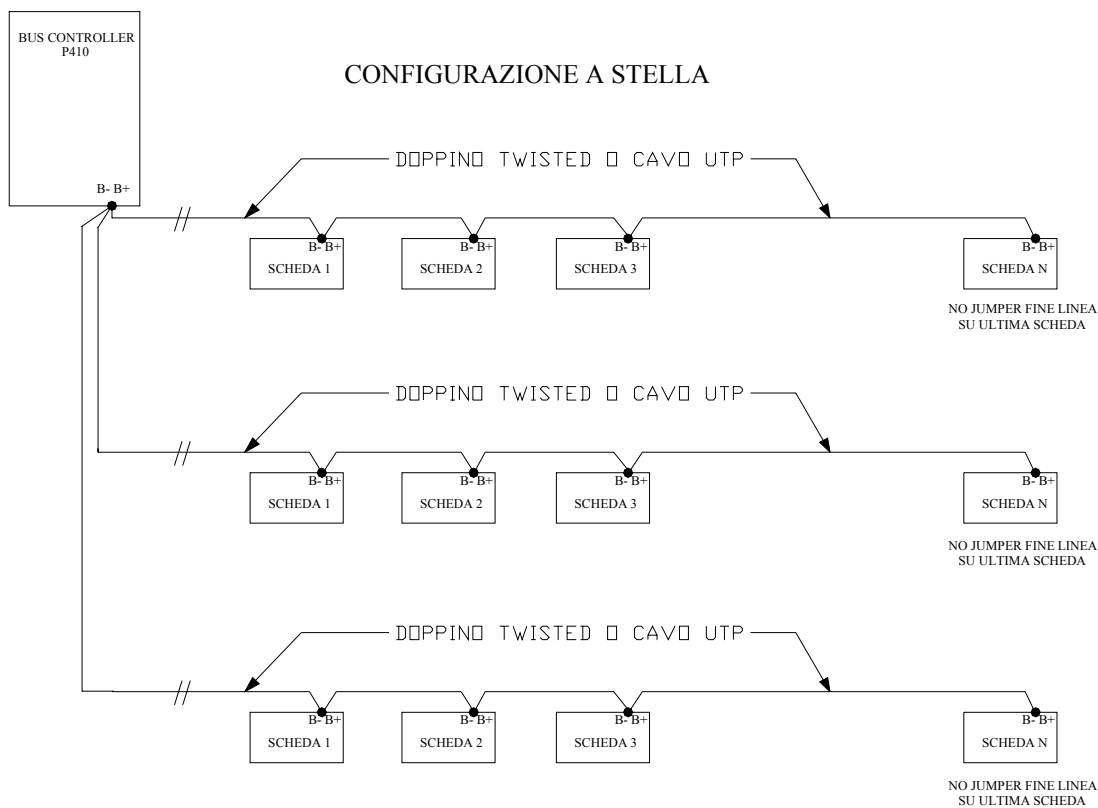 BUS CONTROLLER
P410
CONFIGURAZIONE A STELLA
B- B+
DOPPINO TWISTED O CAVO UTP
B- B+
B- B+
B- B+
B- B+
SCHEDA 1
SCHEDA 2
SCHEDA 3
SCHEDA N
NO JUMPER FINE LINEA
SU ULTIMA SCHEDA
DOPPINO TWISTED O CAVO UTP
B- B+
B- B+
B- B+
B- B+
SCHEDA 1
SCHEDA 2
SCHEDA 3
SCHEDA N
NO JUMPER FINE LINEA
SU ULTIMA SCHEDA
DOPPINO TWISTED O CAVO UTP
B- B+
B- B+
B- B+
B- B+
SCHEDA 1
SCHEDA 2
SCHEDA 3
SCHEDA N
NO JUMPER FINE LINEA
SU ULTIMA SCHEDA